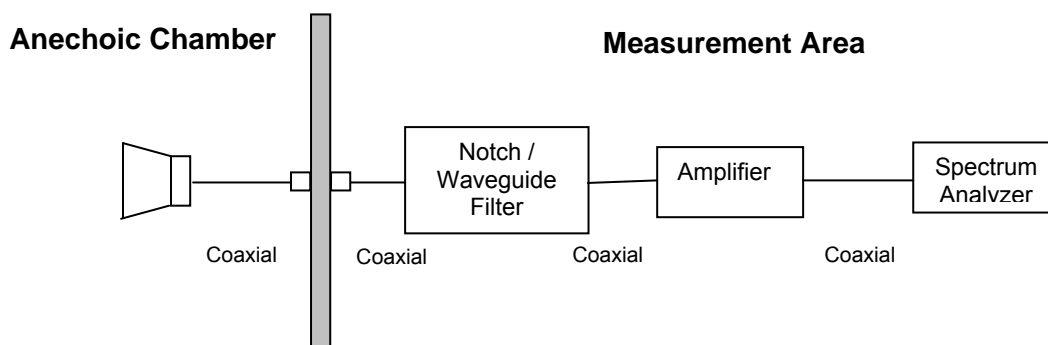 Anechoic Chamber
Measurement Area
Notch /
Waveguide
Filter
Amplifier
Spectrum
Analyzer
Coaxial
Coaxial
Coaxial
Coaxial